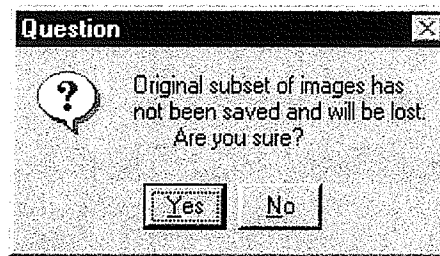 Question
Original subset of images has
not been saved and will be lost.
Are you sure?
Yes No